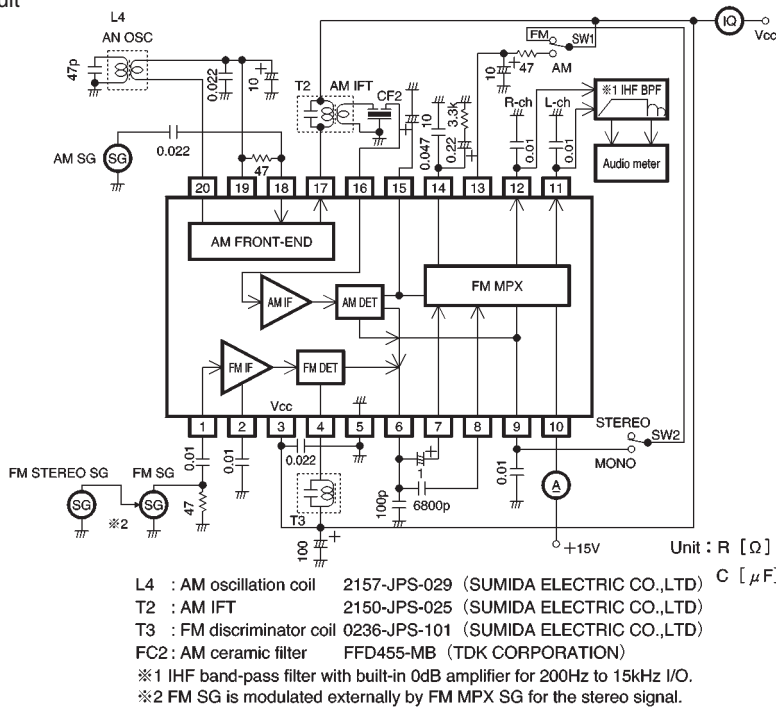 uit
L4
AN OSC
IQ
Vcc
FM
SW1
AM
47p
0.022
10 +
T2
AM IFT
CF2
+
10
+
47
R-ch L-ch
※1 IHF BPF
Audio meter
0.047
10
0.22
3.3k
+
0.01
0.01
AM SG
SG
0.022
47
20 19 18 17 16 15 14 13 12 11
AM FRONT-END
AM IF
AM DET
FM MPX
FM IF
FM DET
Vcc
1 2 3 4 5 6 7 8 9 10
STEREO
SW2
MONO
0.01
0.01
0.022
+
1
6800p
100p
0.01
A
+15V
FM STEREO SG
FM SG
SG
SG
※2
47
T3
100
+
Unit : R [Ω]
C [μF]
L4 : AM oscillation coil 2157-JPS-029 (SUMIDA ELECTRIC CO.,LTD)
T2 : AM IFT 2150-JPS-025 (SUMIDA ELECTRIC CO.,LTD)
T3 : FM discriminator coil 0236-JPS-101 (SUMIDA ELECTRIC CO.,LTD)
FC2 : AM ceramic filter FFD455-MB (TDK CORPORATION)
※1 IHF band-pass filter with built-in 0dB amplifier for 200Hz to 15kHz I/O.
※2 FM SG is modulated externally by FM MPX SG for the stereo signal.